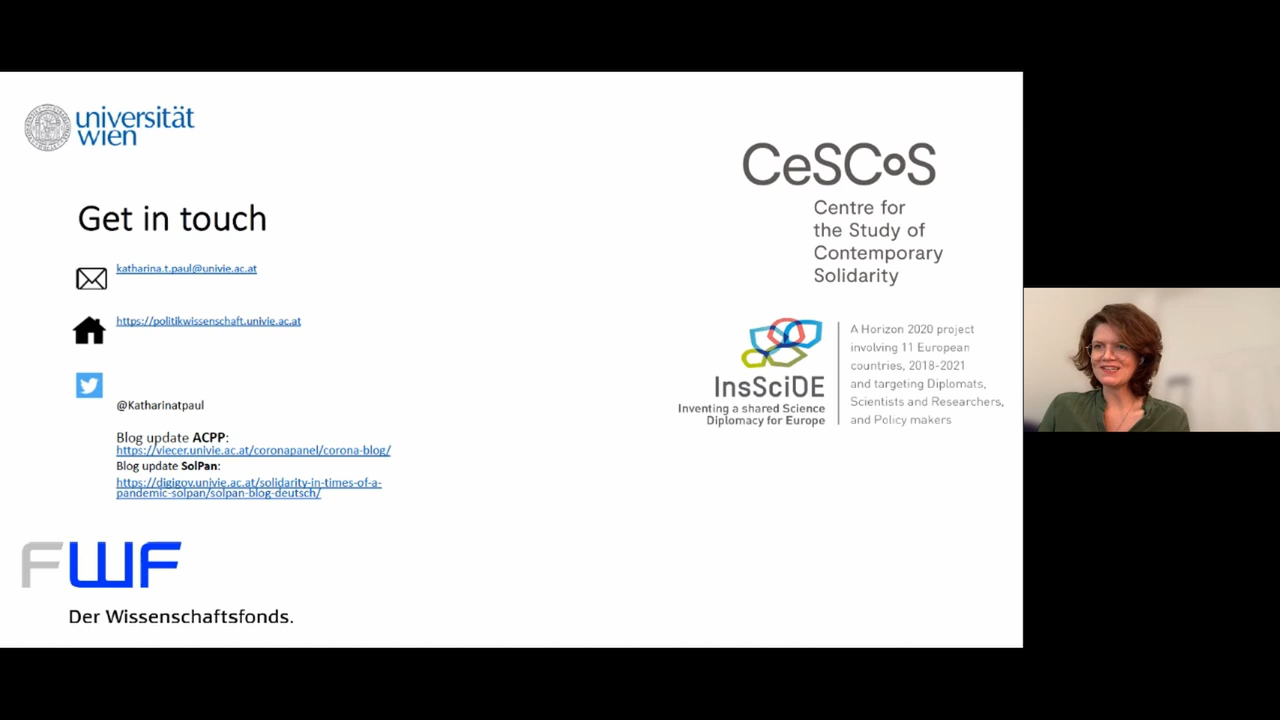 universität
wien
Get in touch
katharina.t.paul@univie.ac.at
https://politikwissenschaft.univie.ac.at
@Katharinatpaul
Blog update ACPP:
https://viecer.univie.ac.at/coronapanel/corona-blog/
Blog update SolPan:
https://digigov.univie.ac.at/solidarity-in-times-of-a-
pandemic-solpan/solpan-blog-deutsch/
FWF
Der Wissenschaftsfonds.
CeSCoS
Centre for
the Study of
Contemporary
Solidarity
InsSciDE
Inventing a shared Science
Diplomacy for Europe
A Horizon 2020 project
involving 11 European
countries, 2018-2021
and targeting Diplomats,
Scientists and Researchers,
and Policy makers